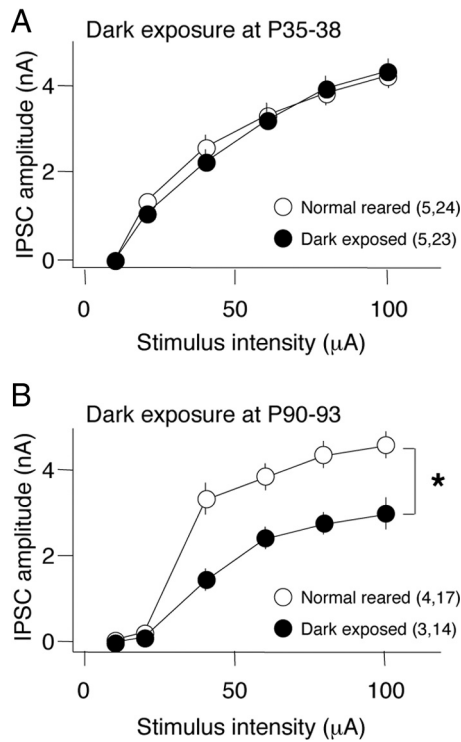 A
Dark exposure at P35-38
IPSC amplitude (nA)
4
2
0
Normal reared (5,24)
Dark exposed (5,23)
0 50 100
Stimulus intensity (μA)
B
Dark exposure at P90-93
IPSC amplitude (nA)
4
2
0
*
Normal reared (4,17)
Dark exposed (3,14)
0 50 100
Stimulus intensity (μA)